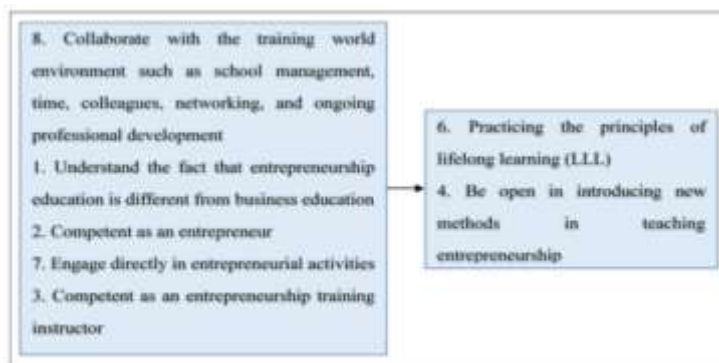 8. Collaborate with the training world
environment such as school management,
time, colleagues, networking, and ongoing
professional development
1. Understand the fact that entrepreneurship
education is different from business education
2. Competent as an entrepreneur
7. Engage directly in entrepreneurial activities
3. Competent as an entrepreneurship training
instructor
6. Practicing the principles of
lifelong learning (LLL)
4. Be open in introducing new
methods in teaching
entrepreneurship